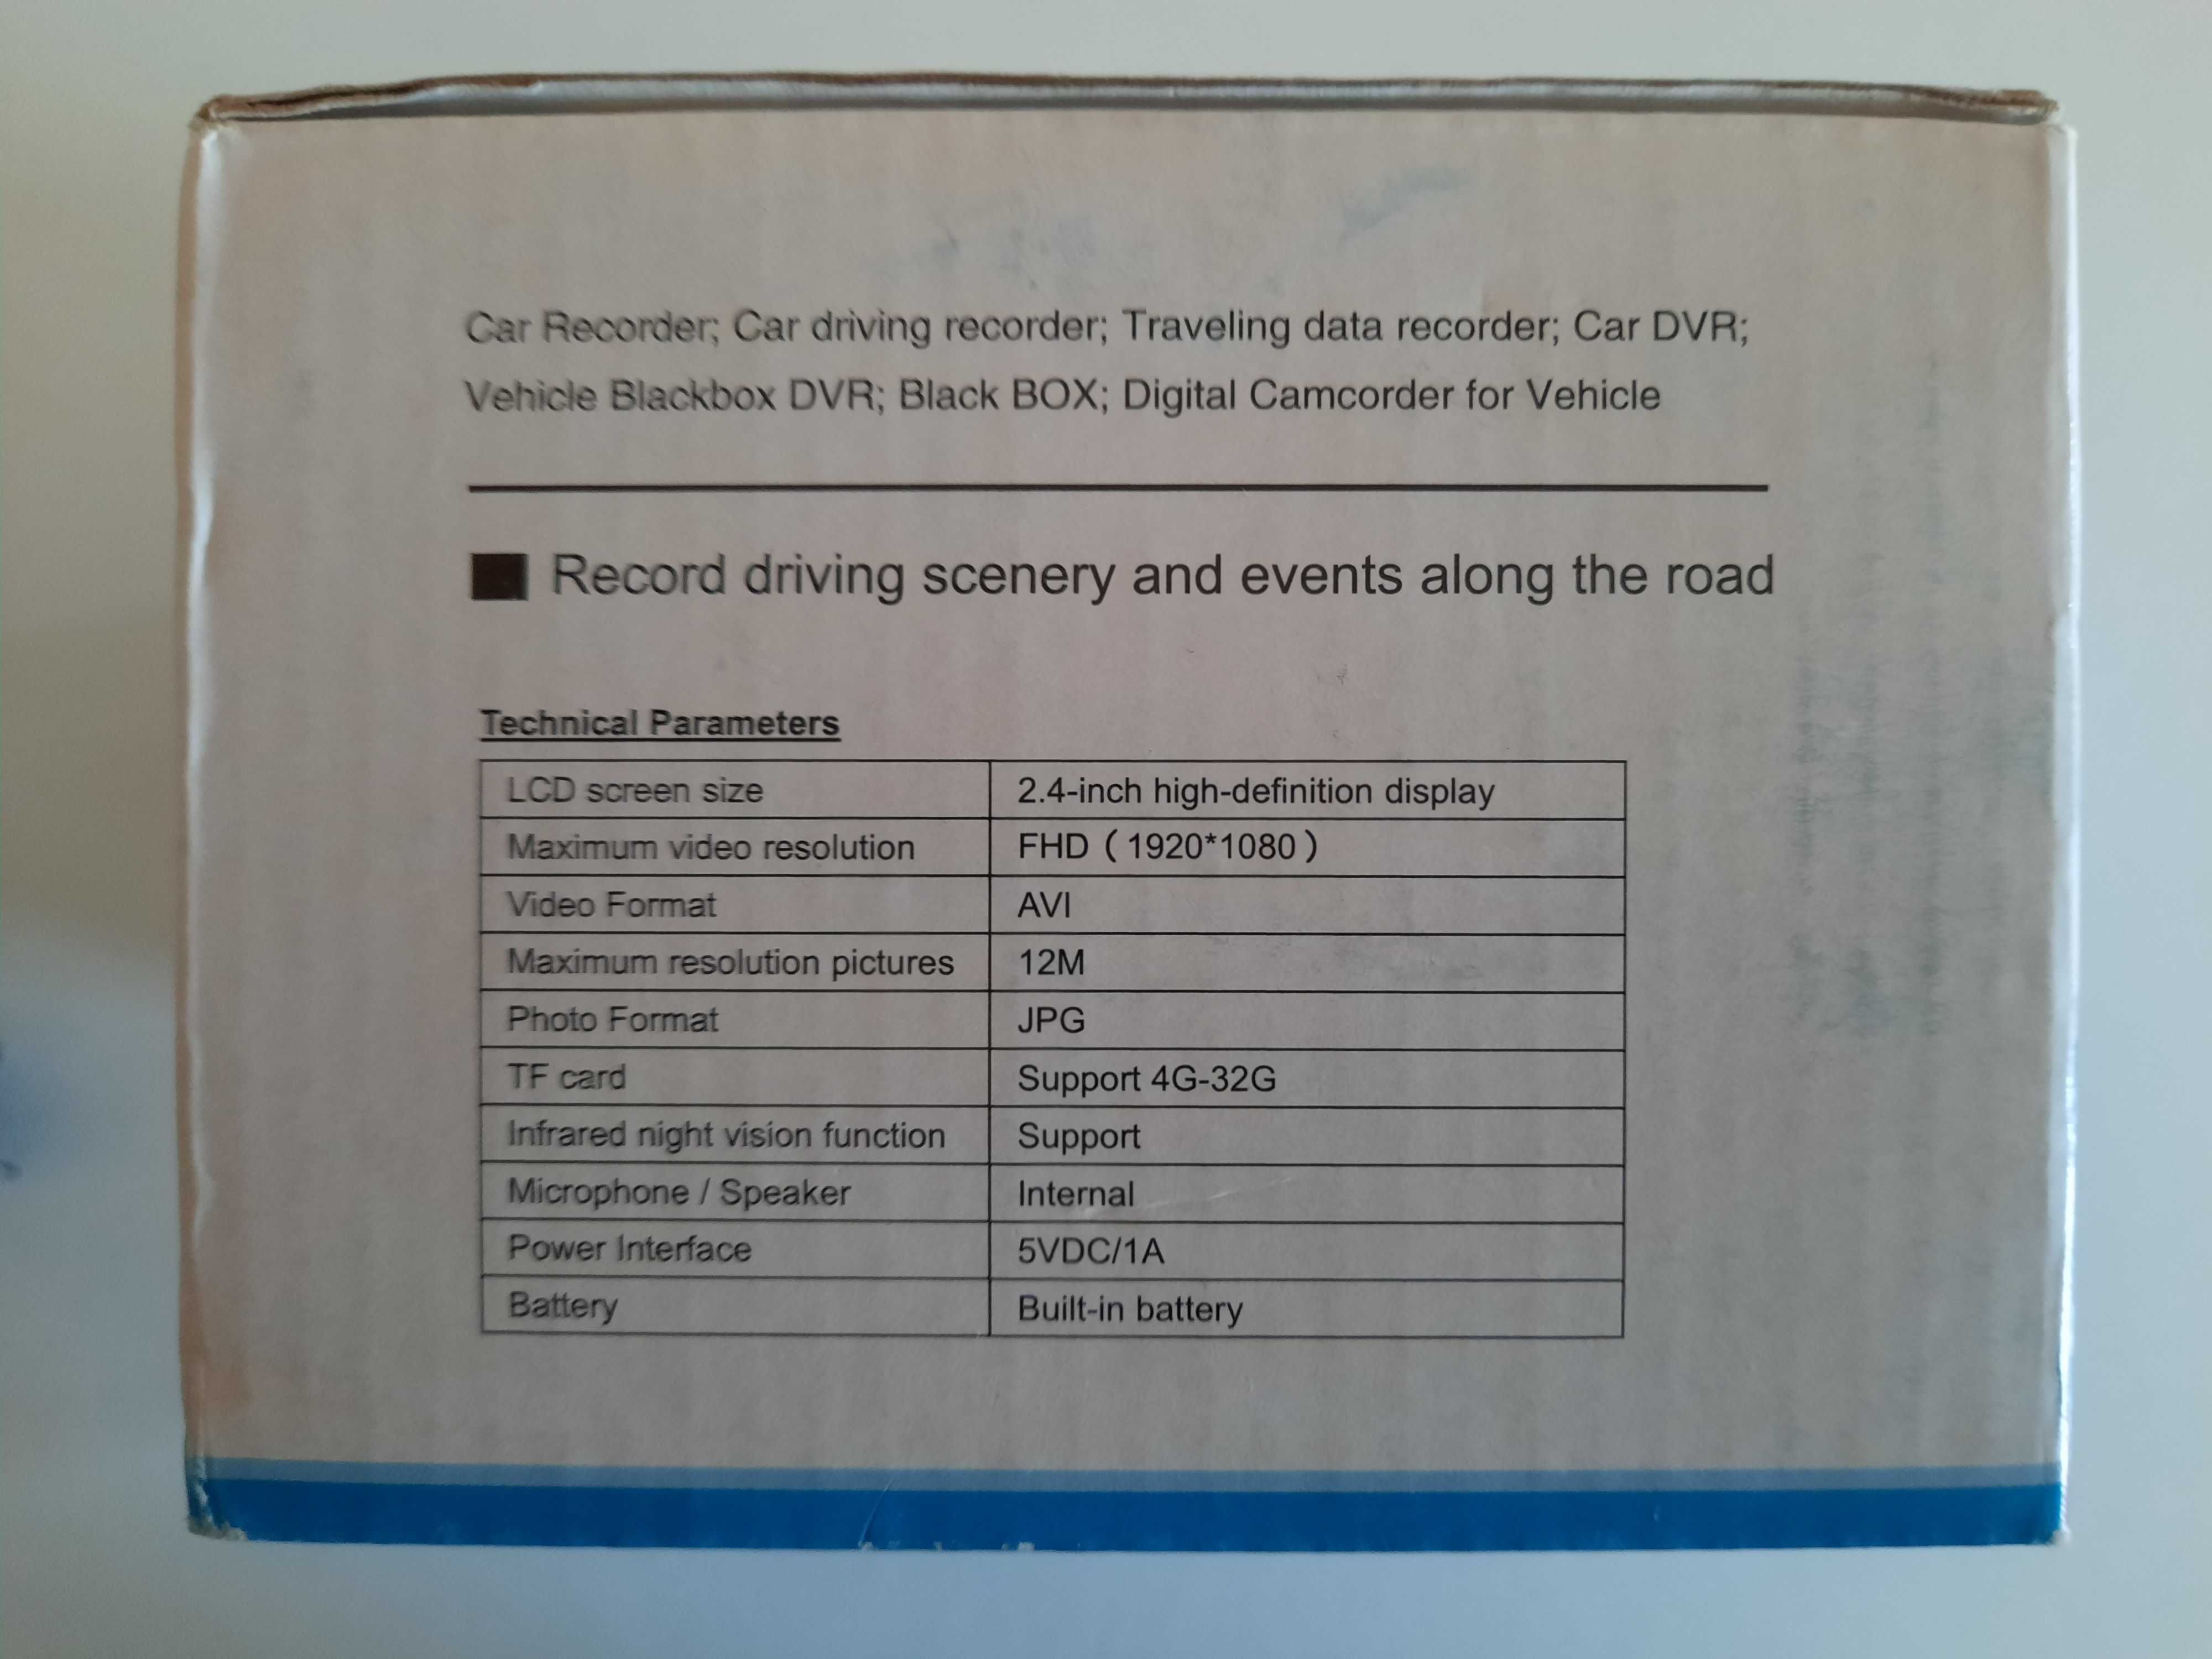 Car Recorder; Car driving recorder; Traveling data recorder; Car DVR;
Vehicle Blackbox DVR; Black BOX; Digital Camcorder for Vehicle
Record driving scenery and events along the road
Technical Parameters
LCD screen size 2.4-inch high-definition display
Maximum video resolution FHD ( 1920*1080 )
Video Format AVI
Maximum resolution pictures 12M
Photo Format JPG
TF card Support 4G-32G
Infrared night vision function Support
Microphone / Speaker Internal
Power Interface 5VDC/1A
Battery Built-in battery